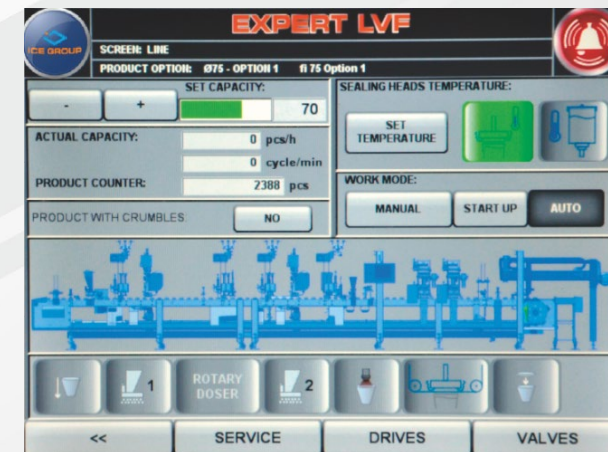 EXPERT LVF
ICE GROUP
SCREEN: LINE
PRODUCT OPTION: Ø75 - OPTION 1 fi 75 Option 1
SET CAPACITY:
- + 70
SEALING HEADS TEMPERATURE:
SET
TEMPERATURE
ACTUAL CAPACITY: 0 pcs/h
0 cycle/min
PRODUCT COUNTER: 2388 pcs
WORK MODE:
MANUAL START UP AUTO
PRODUCT WITH CRUMBLES NO
1 ROTARY
DOSER 2
<< SERVICE DRIVES VALVES